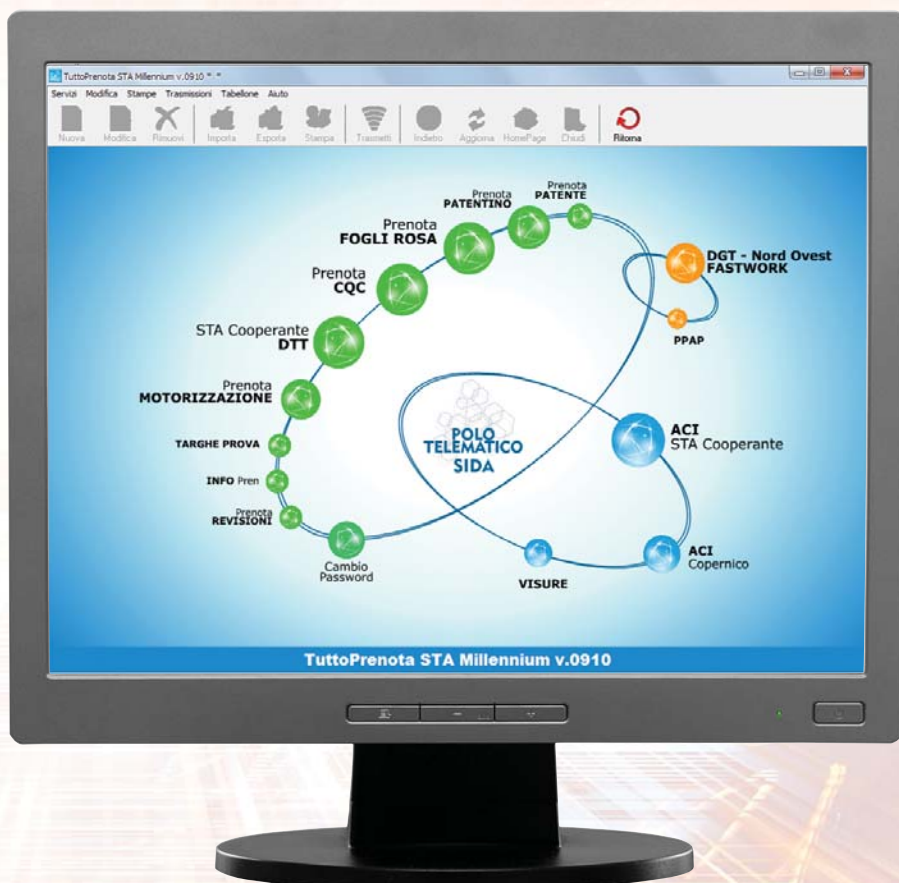 TuttoPrenota STA Millennium v.0910 * *
Servizi Modifica Stampe Trasmissioni Tabellone Aiuto
Nuova Modifica Rimuovi Importa Esporta Stampa Trasmetti Indietro Aggiorna HomePage Chiudi Ritorna
Prenota
PATENTE
Prenota
PATENTINO
Prenota
FOGLI ROSA
DGT - Nord Ovest
FASTWORK
Prenota
CQC
PPAP
STA Cooperante
DTT
Prenota
MOTORIZZAZIONE
POLO
TELEMATICO
SIDA
ACI
STA Cooperante
TARGHE PROVA
INFO Pren
Prenota
REVISIONI
Cambio
Password
VISURE
ACI
Copernico
TuttoPrenota STA Millennium v.0910